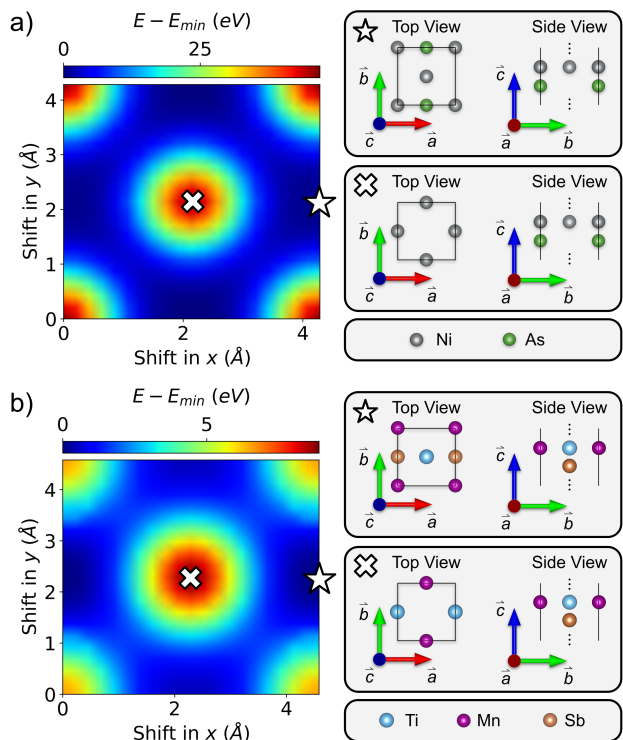 a)
E − E_min (eV)
0 25
4
3
2
1
0
Shift in y (Å)
0 2 4
Shift in x (Å)
Top View Side View
b c a
c a b
Top View Side View
b c a
c a b
Ni As
b)
E − E_min (eV)
0 5
4
3
2
1
0
Shift in y (Å)
0 2 4
Shift in x (Å)
Top View Side View
b c a
c a b
Top View Side View
b c a
c a b
Ti Mn Sb